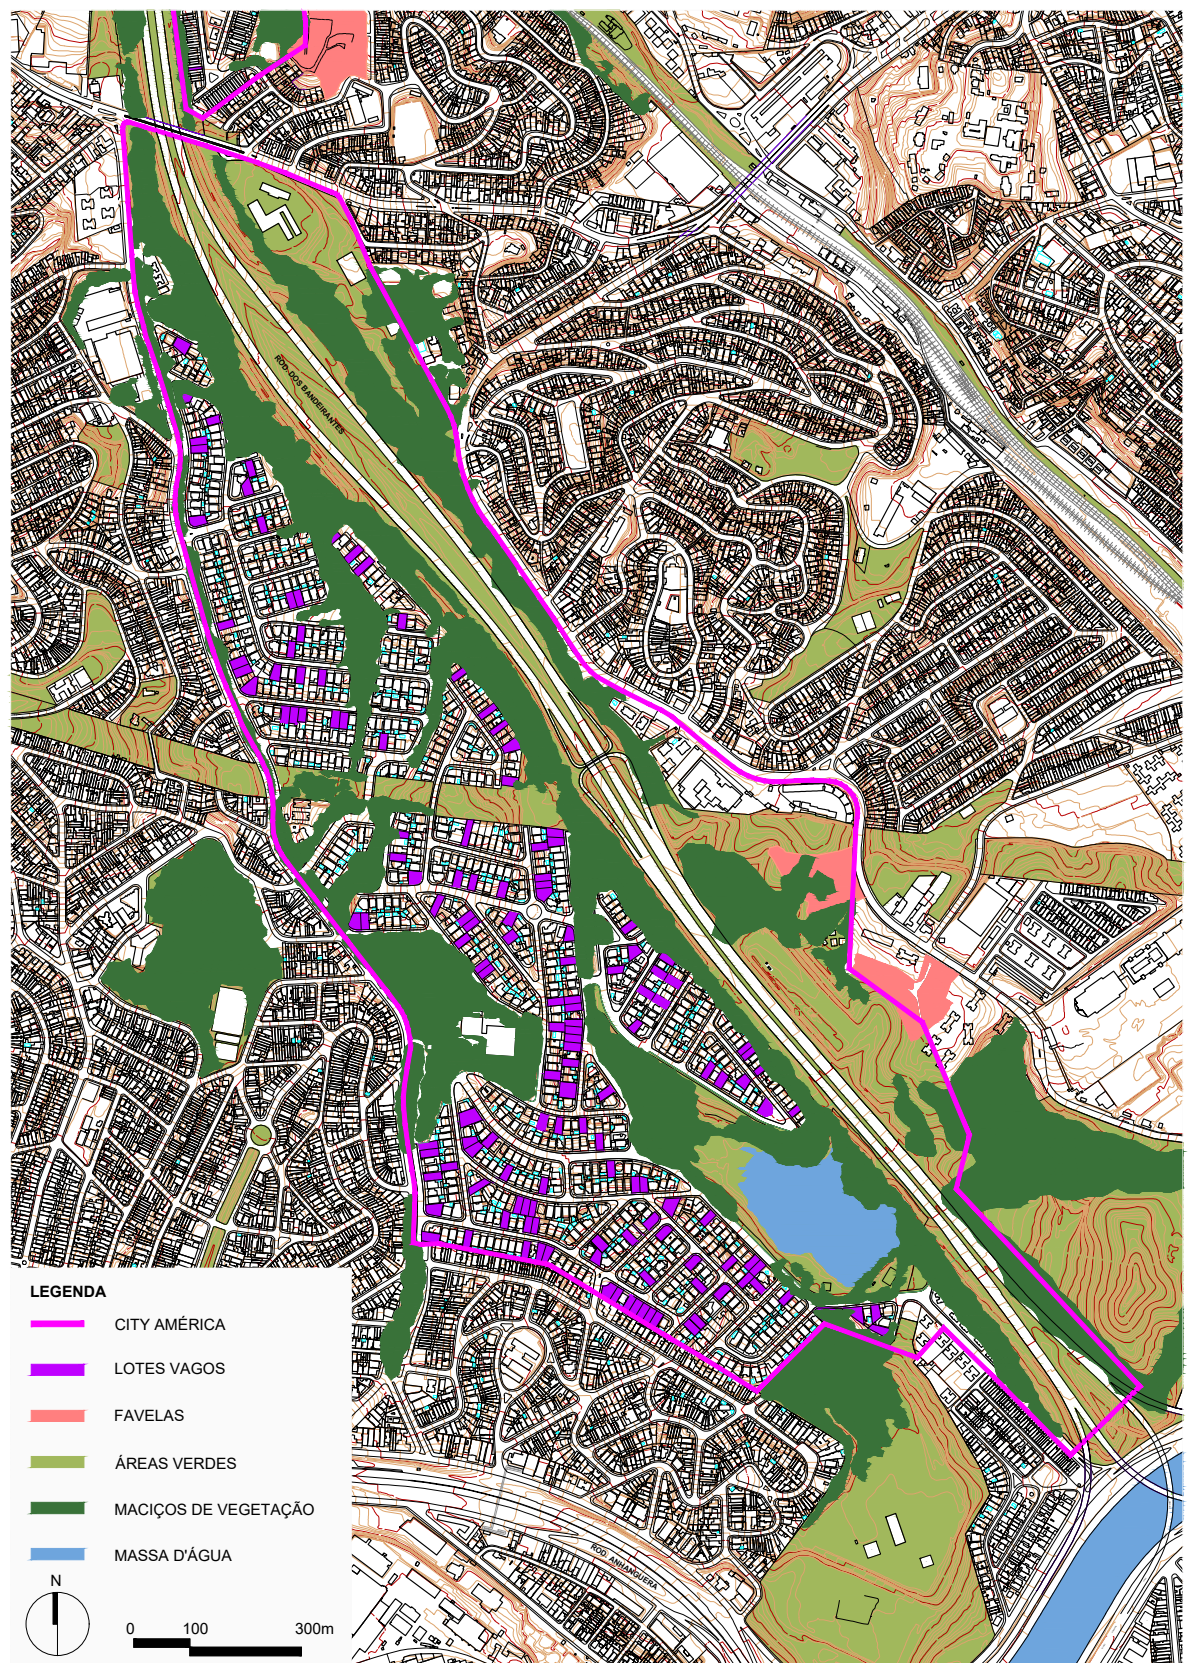 ROD. DOS BANDEIRANTES
LEGENDA
CITY AMÉRICA
LOTES VAGOS
FAVELAS
ÁREAS VERDES
MACIÇOS DE VEGETAÇÃO
MASSA D'ÁGUA
N
0 100 300m
ROD. ANHANGUERA